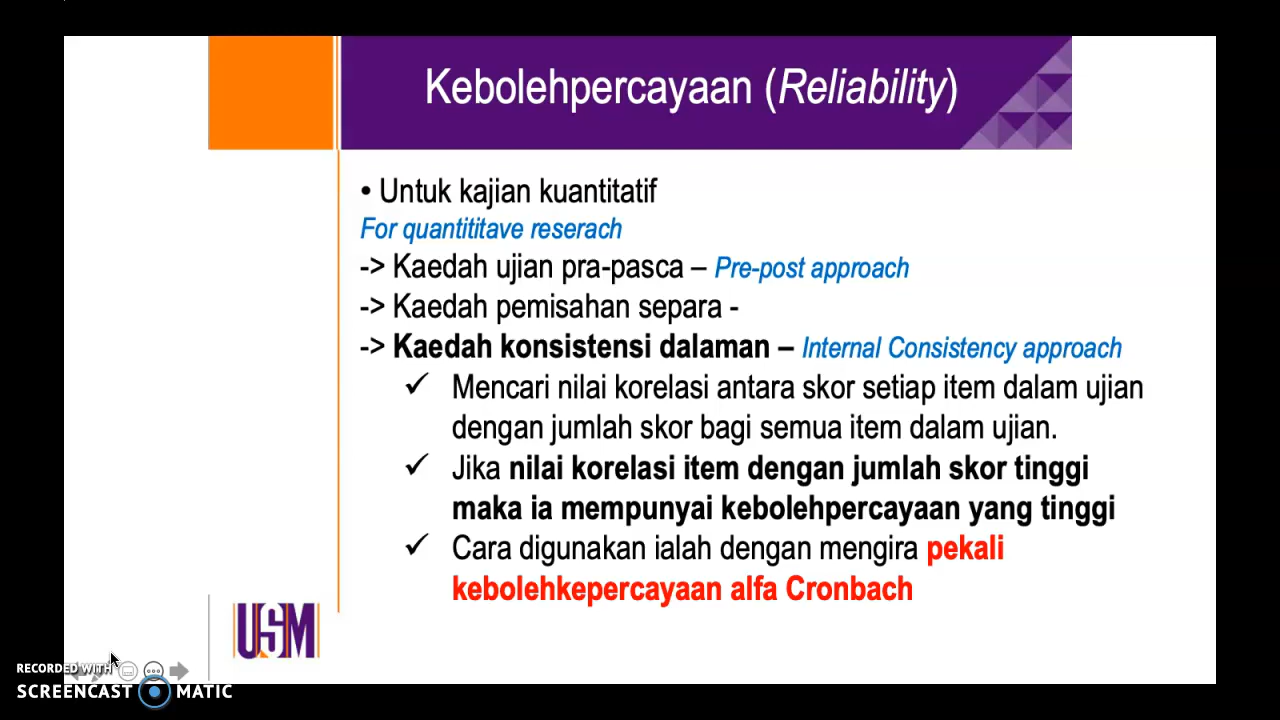 Kebolehpercayaan (Reliability)
• Untuk kajian kuantitatif
For quantititave reserach
-> Kaedah ujian pra-pasca – Pre-post approach
-> Kaedah pemisahan separa -
-> Kaedah konsistensi dalaman – Internal Consistency approach
✓ Mencari nilai korelasi antara skor setiap item dalam ujian
dengan jumlah skor bagi semua item dalam ujian.
✓ Jika nilai korelasi item dengan jumlah skor tinggi
maka ia mempunyai kebolehpercayaan yang tinggi
✓ Cara digunakan ialah dengan mengira pekali
kebolehkepercayaan alfa Cronbach
USM
RECORDED WITH
SCREENCAST MATIC